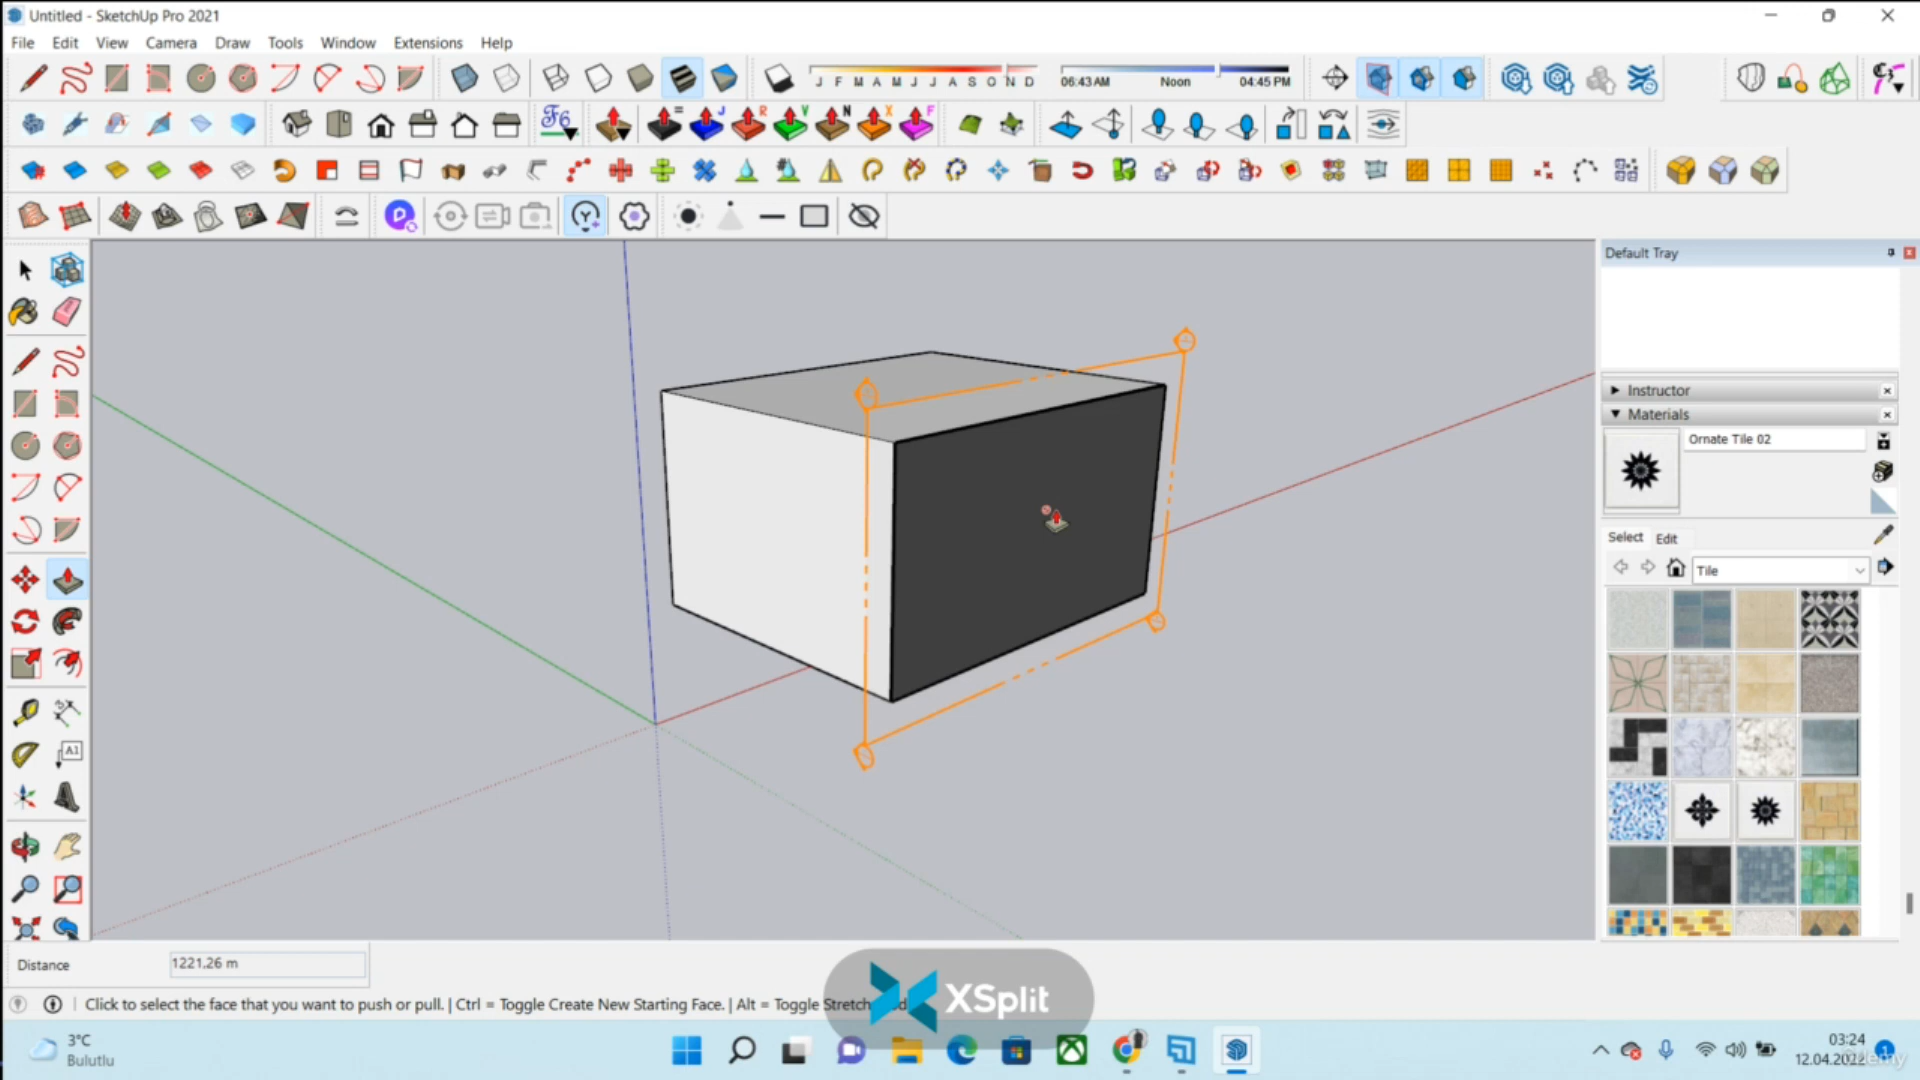 Untitled - SketchUp Pro 2021
File Edit View Camera Draw Tools Window Extensions Help
J F M A M J J A S O N D
06:43 AM Noon 04:45 PM
F6
= J R V N X F
Default Tray
Instructor
Materials
Ornate Tile 02
Select Edit
Tile
A1
Distance 1221,26 m
Click to select the face that you want to push or pull. | Ctrl = Toggle Create New Starting Face. | Alt = Toggle Stretch
XSplit
3°C
Bulutlu
03:24
12.04.2022